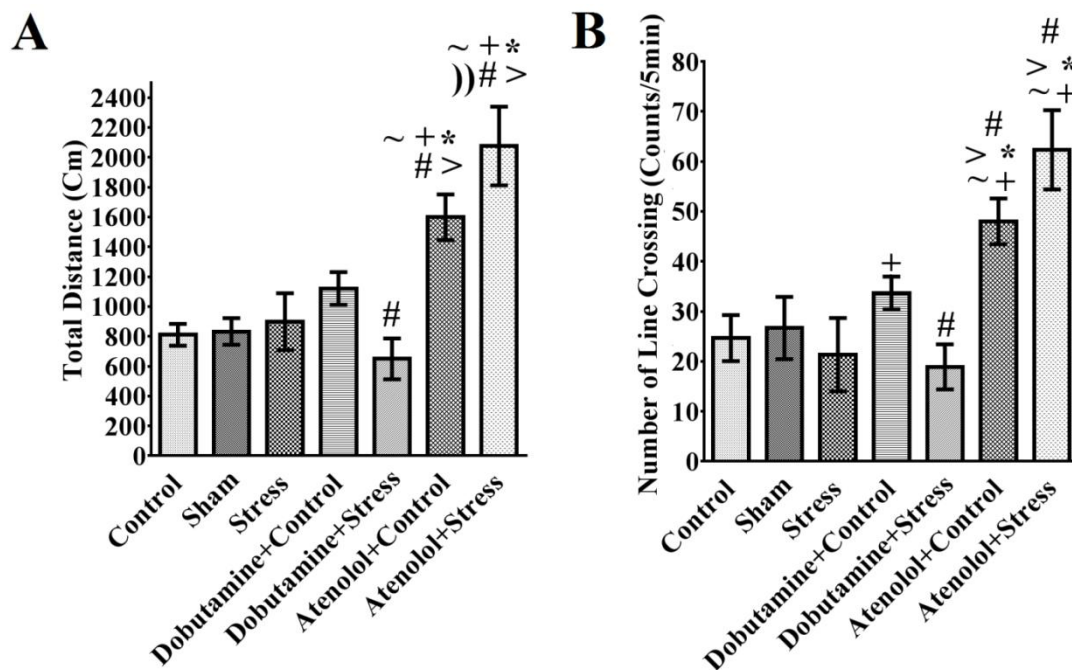 A
Total Distance (Cm)
2400
2200
2000
1800
1600
1400
1200
1000
800
600
400
200
0
#
~ + *
# >
~ + *
))# >
Control
Sham
Stress
Dobutamine+Control
Dobutamine+Stress
Atenolol+Control
Atenolol+Stress
B
Number of Line Crossing (Counts/5min)
80
70
60
50
40
30
20
10
0
+
#
#
> *
~ +
#
> *
~ +
Control
Sham
Stress
Dobutamine+Control
Dobutamine+Stress
Atenolol+Control
Atenolol+Stress